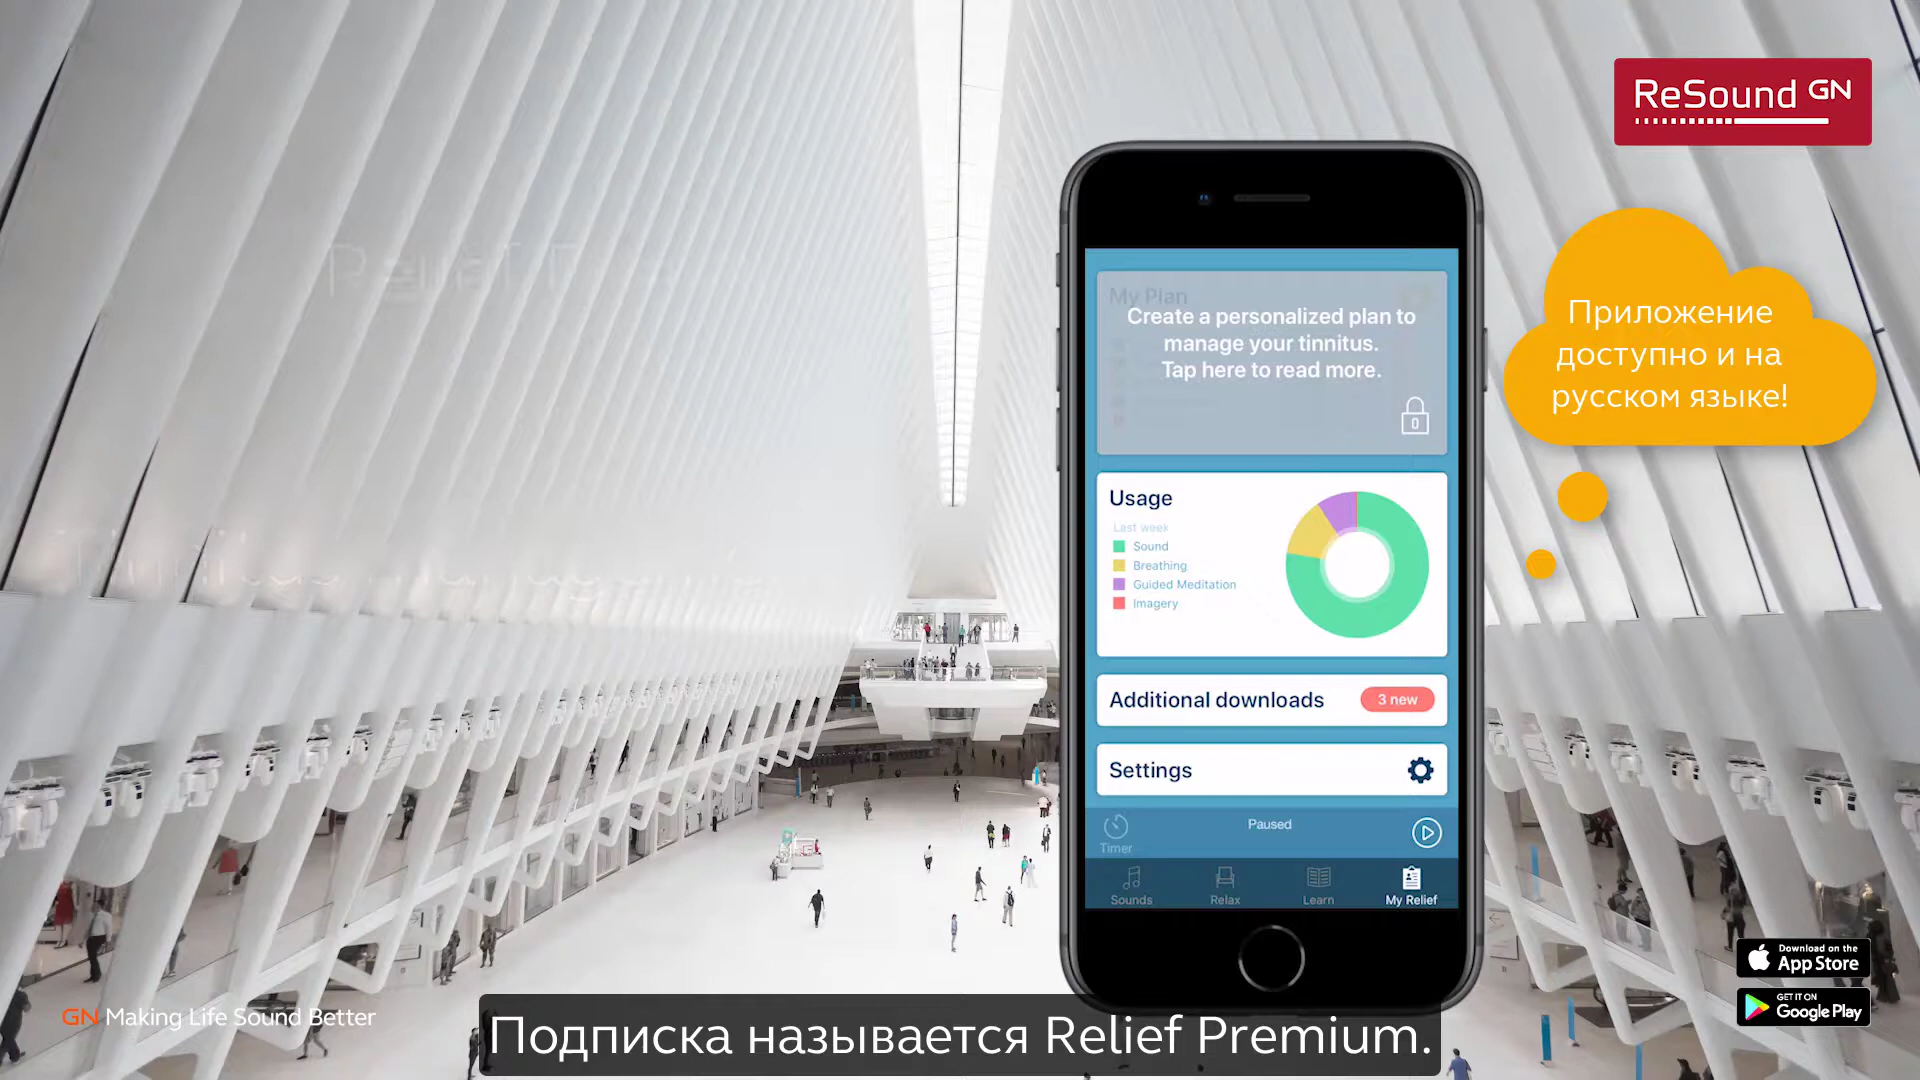 ReSound GN
My Plan
Create a personalized plan to
manage your tinnitus.
Tap here to read more.
Приложение
доступно и на
русском языке!
Usage
Last week
Sound
Breathing
Guided Meditation
Imagery
Additional downloads
3 new
Settings
Paused
Timer
Sounds
Relax
Learn
My Relief
Download on the
App Store
GET IT ON
Google Play
GN Making Life Sound Better
Подписка называется Relief Premium.